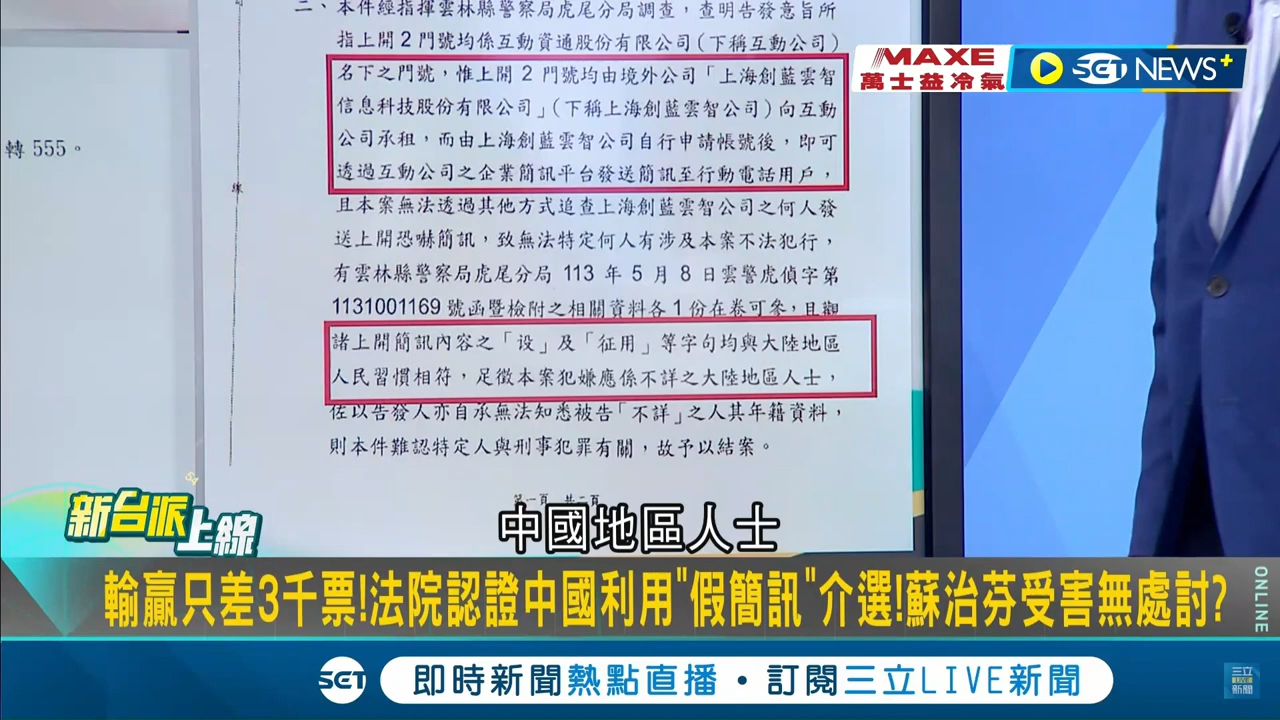 二、本件經指揮雲林縣警察局虎尾分局調查，查明告發意旨所
指上開2門號均係互動資通股份有限公司（下稱互動公司）
名下之門號，惟上開2門號均由境外公司「上海創藍雲智
信息科技股份有限公司」（下稱上海創藍雲智公司）向互動
公司承租，而由上海創藍雲智公司自行申請帳號後，即可
透過互動公司之企業簡訊平台發送簡訊至行動電話用戶，
且本案無法透過其他方式追查上海創藍雲智公司之何人發
送上開恐嚇簡訊，致無法特定何人有涉及本案不法犯行，
有雲林縣警察局虎尾分局113年5月8日雲警虎偵字第
1131001169號函暨檢附之相關資料各1份在卷可參，且觀
諸上開簡訊內容之「设」及「征用」等字句均與大陸地區
人民習慣相符，足徵本案犯嫌應係不詳之大陸地區人士，
佐以告發人亦自承無法知悉被告「不詳」之人其年籍資料，
則本件難認特定人與刑事犯罪有關，故予以結案。
第一頁 共二頁
轉 555。
線
MAXE
萬士益冷氣
SET NEWS+
中國地區人士
新台派上線
輸贏只差3千票!法院認證中國利用"假簡訊"介選!蘇治芬受害無處討?
ONLINE
SET 即時新聞熱點直播・訂閱三立LIVE新聞
三立
LIVE
新聞